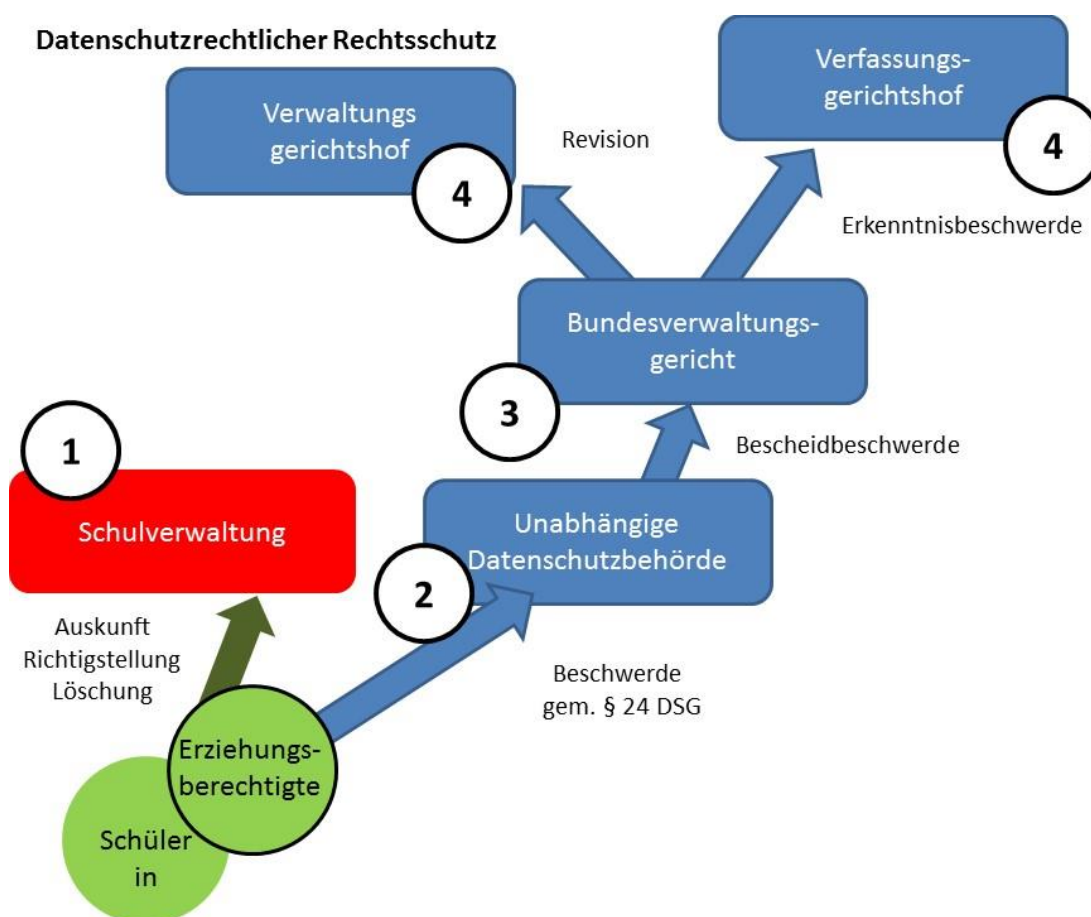 Datenschutzrechtlicher Rechtsschutz
Verwaltungs
gerichtshof
4
Revision
Verfassungs-
gerichtshof
4
Erkenntnisbeschwerde
Bundesverwaltungs-
gericht
3
Bescheidbeschwerde
1
Schulverwaltung
Unabhängige
Datenschutzbehörde
2
Auskunft
Richtigstellung
Löschung
Beschwerde
gem. § 24 DSG
Erziehungs-
berechtigte
Schüler
in